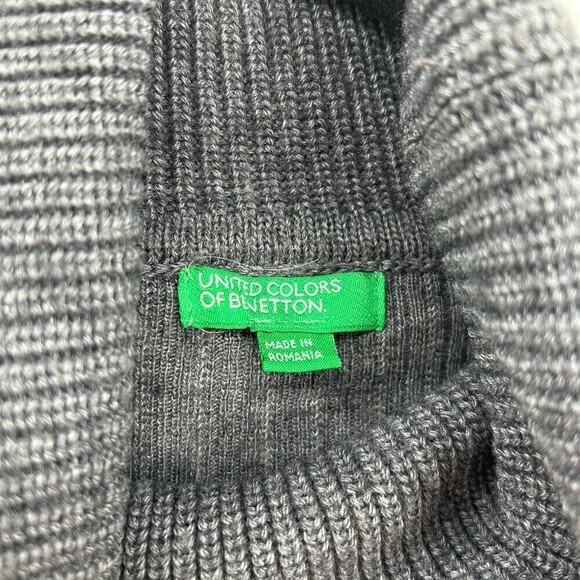 UNITED COLORS
OF BENETTON.
MADE IN
ROMANIA